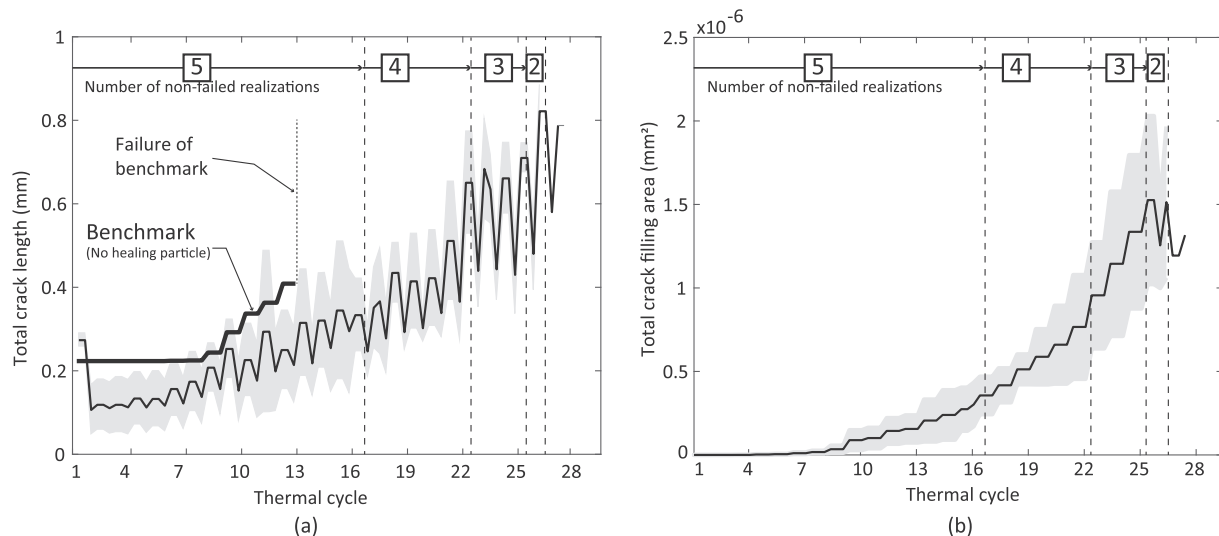 5
4
3
2
Number of non-failed realizations
Failure of
benchmark
Benchmark
(No healing particle)
Total crack length (mm)
1
0.8
0.6
0.4
0.2
0
1 4 7 10 13 16 19 22 25 28
Thermal cycle
(a)
x10⁻⁶
5
4
3
2
Number of non-failed realizations
Total crack filling area (mm²)
2.5
2
1.5
1
0.5
0
1 4 7 10 13 16 19 22 25 28
Thermal cycle
(b)